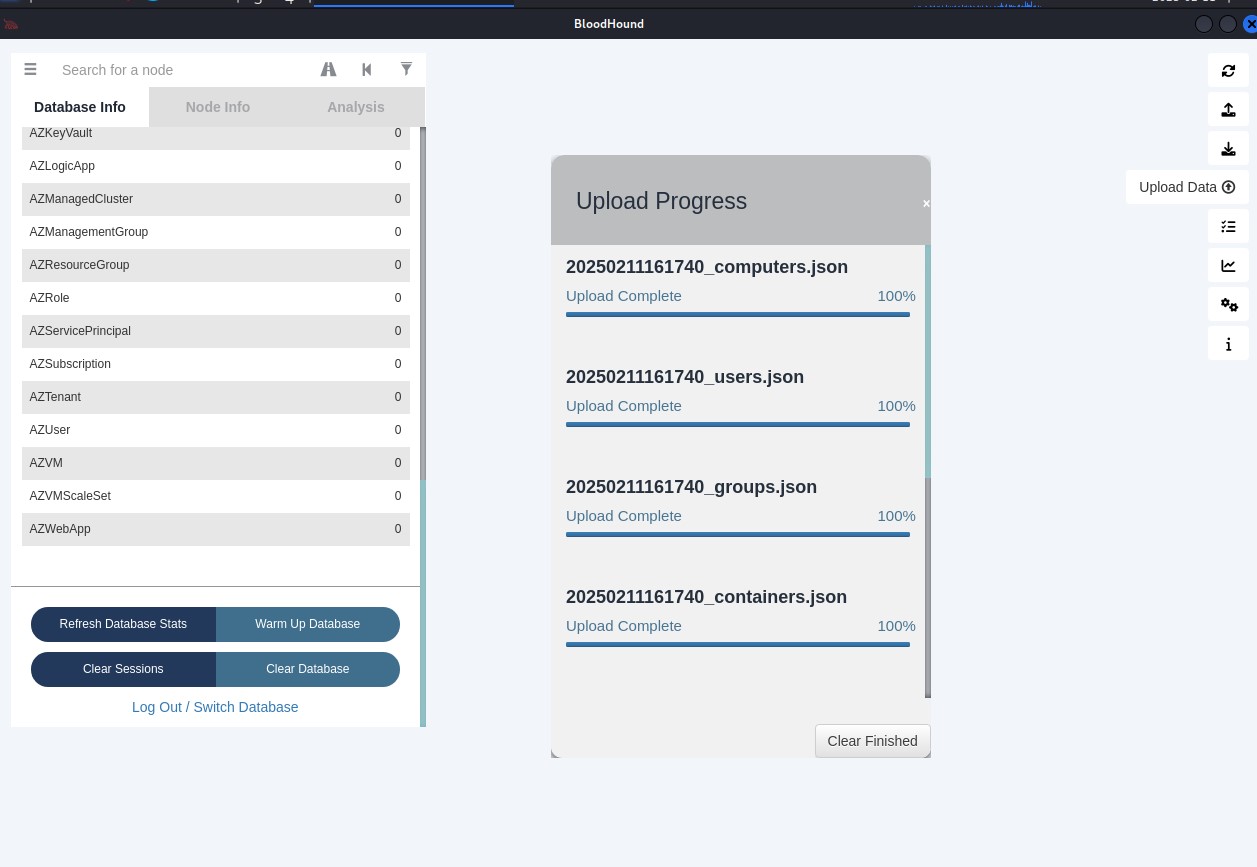 BloodHound
Search for a node
Database Info Node Info Analysis
AZKeyVault 0
AZLogicApp 0
AZManagedCluster 0
AZManagementGroup 0
AZResourceGroup 0
AZRole 0
AZServicePrincipal 0
AZSubscription 0
AZTenant 0
AZUser 0
AZVM 0
AZVMScaleSet 0
AZWebApp 0
Refresh Database Stats Warm Up Database
Clear Sessions Clear Database
Log Out / Switch Database
Upload Progress ×
20250211161740_computers.json
Upload Complete 100%
20250211161740_users.json
Upload Complete 100%
20250211161740_groups.json
Upload Complete 100%
20250211161740_containers.json
Upload Complete 100%
Clear Finished
Upload Data